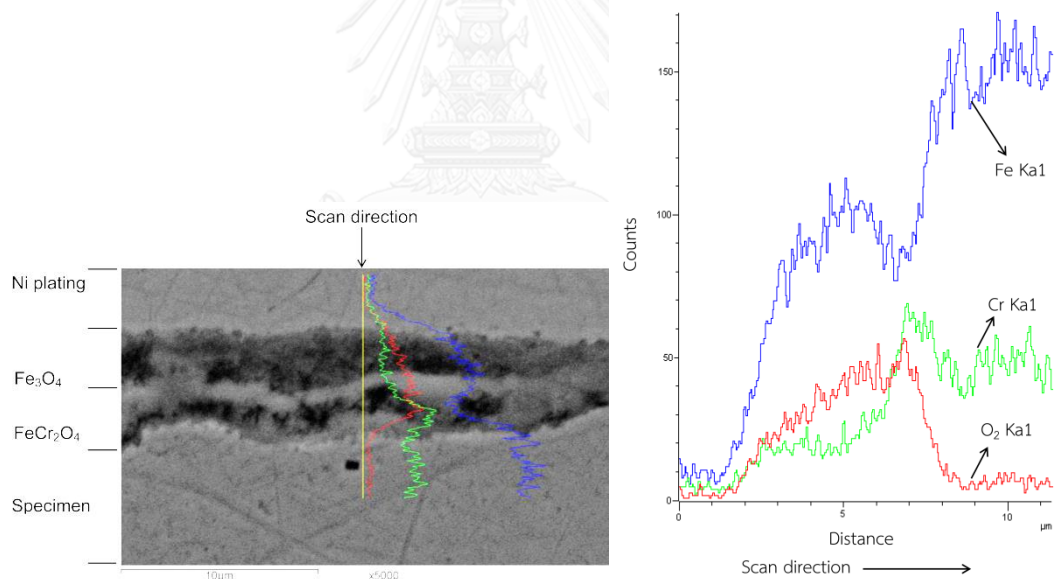 Scan direction
Ni plating
Fe₃O₄
FeCr₂O₄
Specimen
10µm
x5000
150
100
50
0
Counts
Fe Ka1
Cr Ka1
O₂ Ka1
0
5
10
µm
Distance
Scan direction